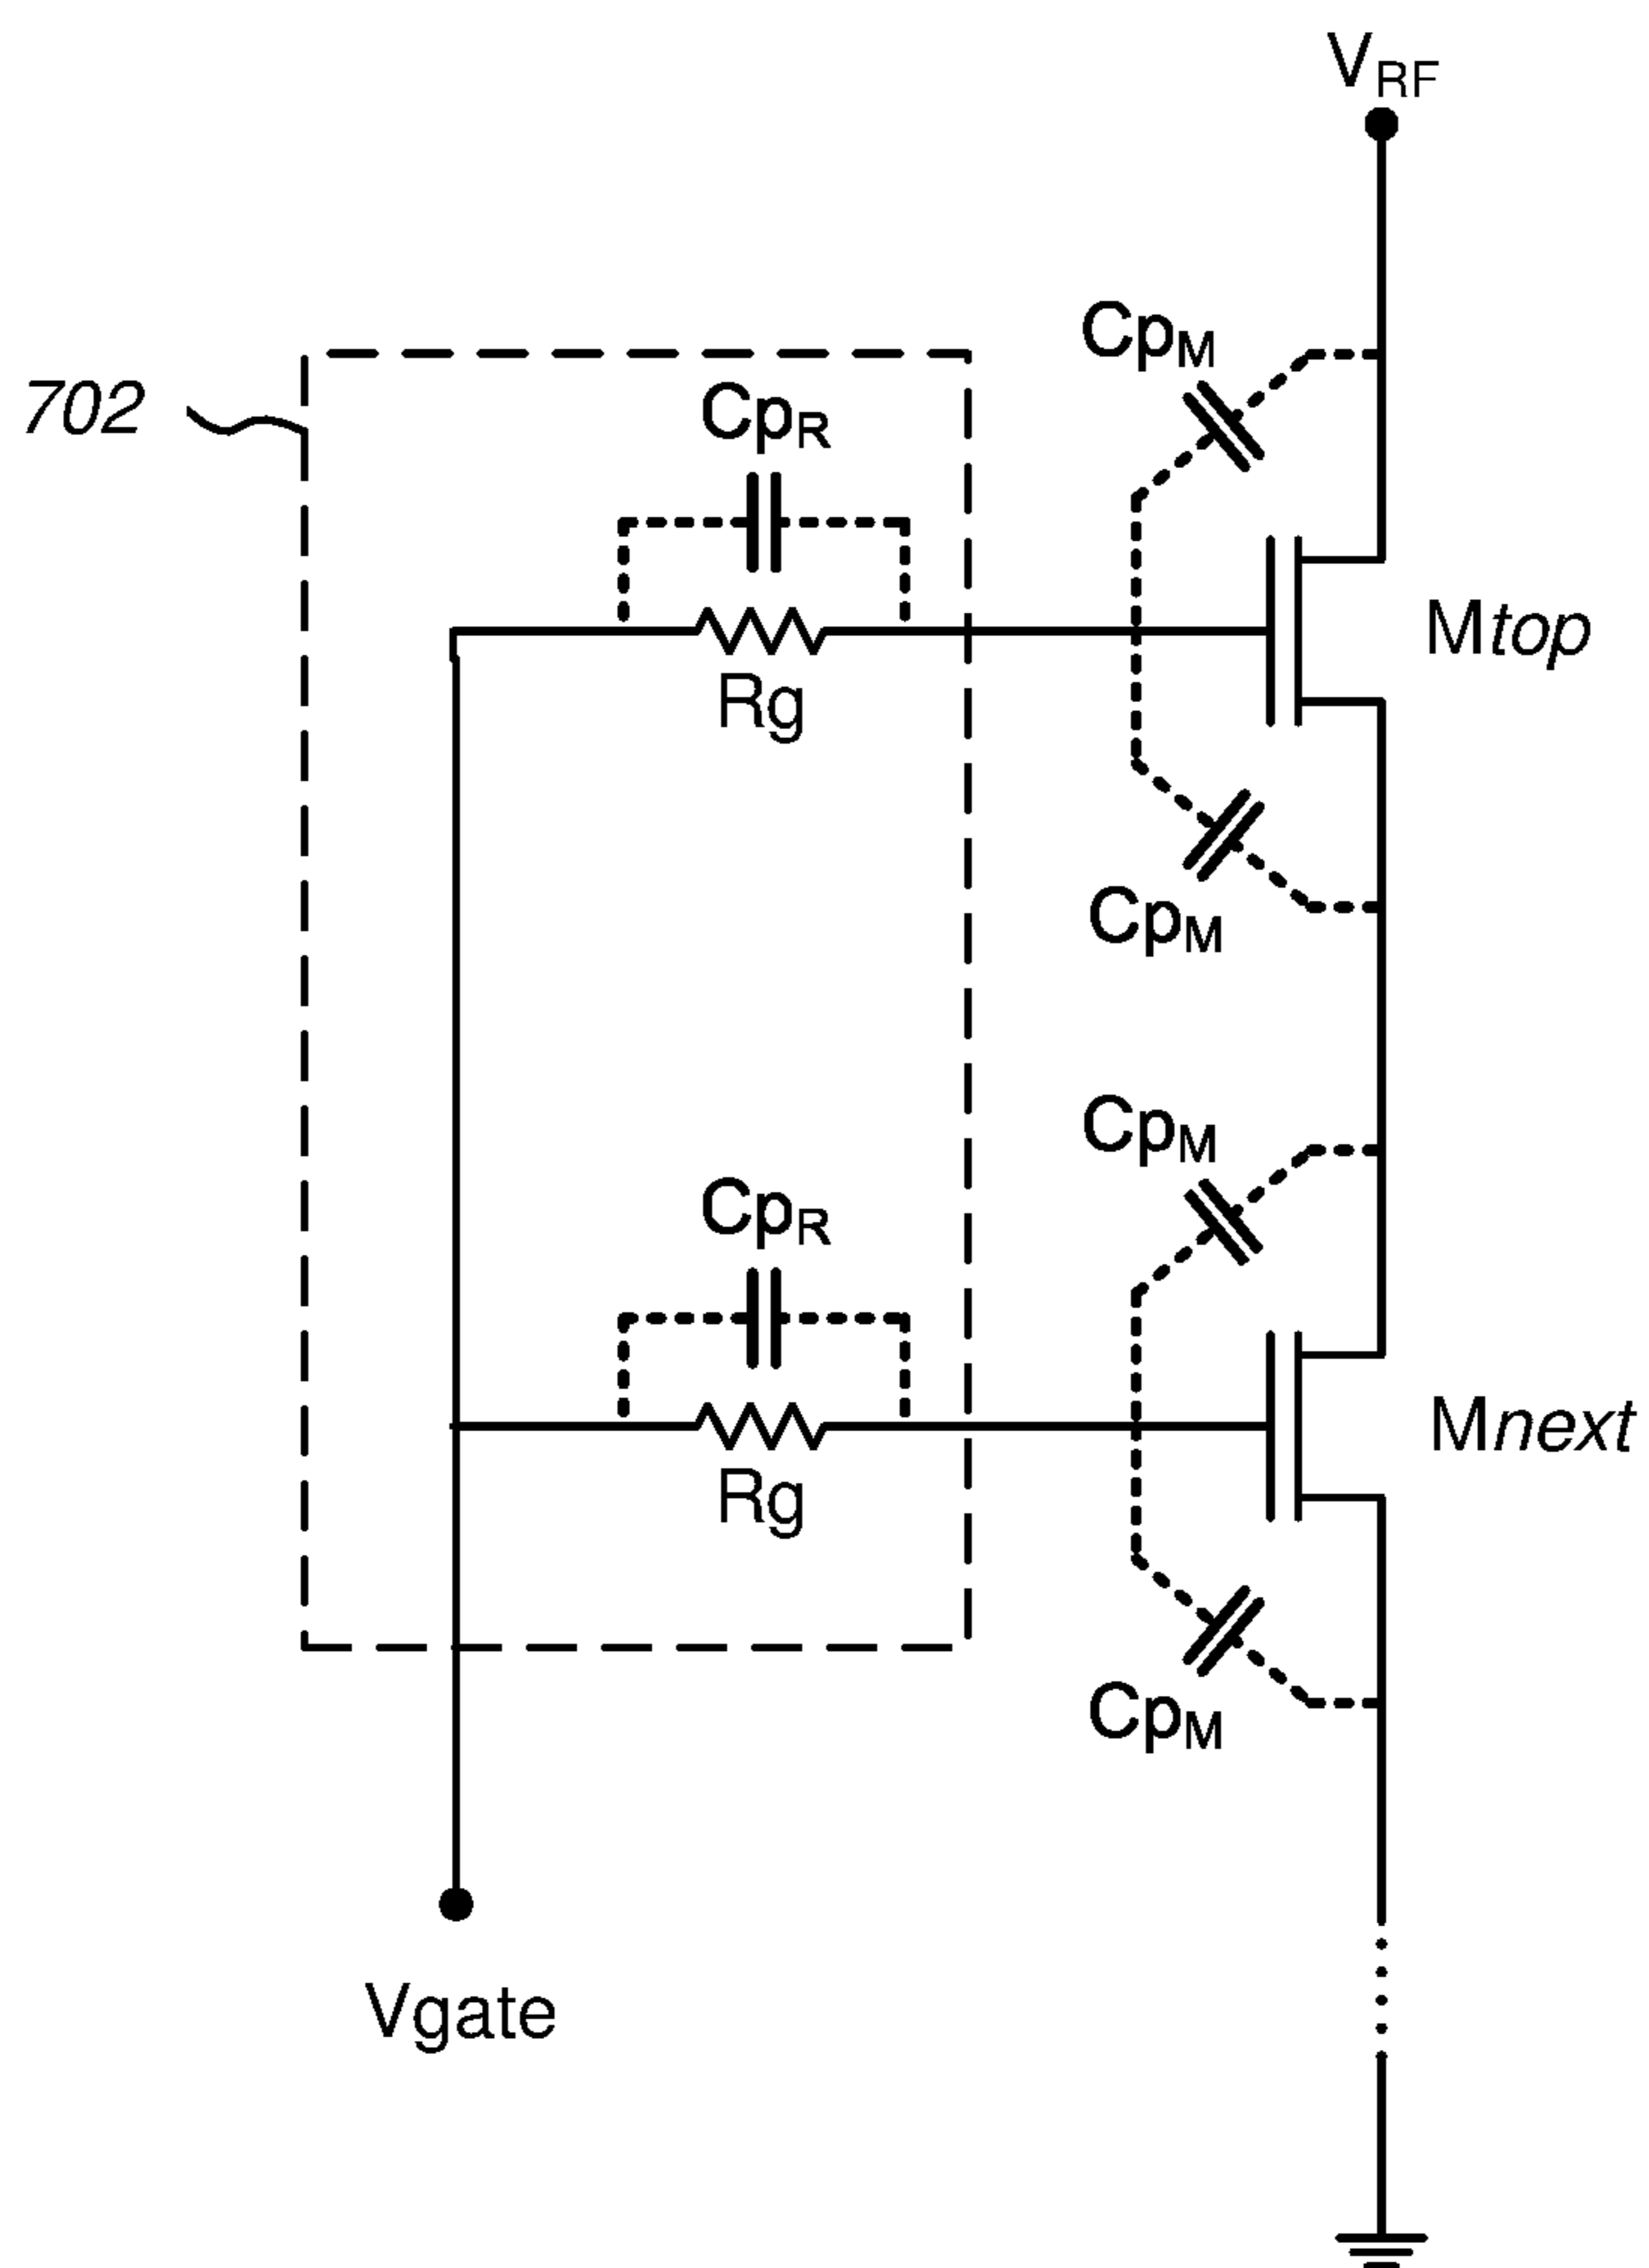 V_RF
Cp_M
702
Cp_R
Mtop
Rg
Cp_M
Cp_M
Cp_R
Mnext
Rg
Cp_M
Vgate